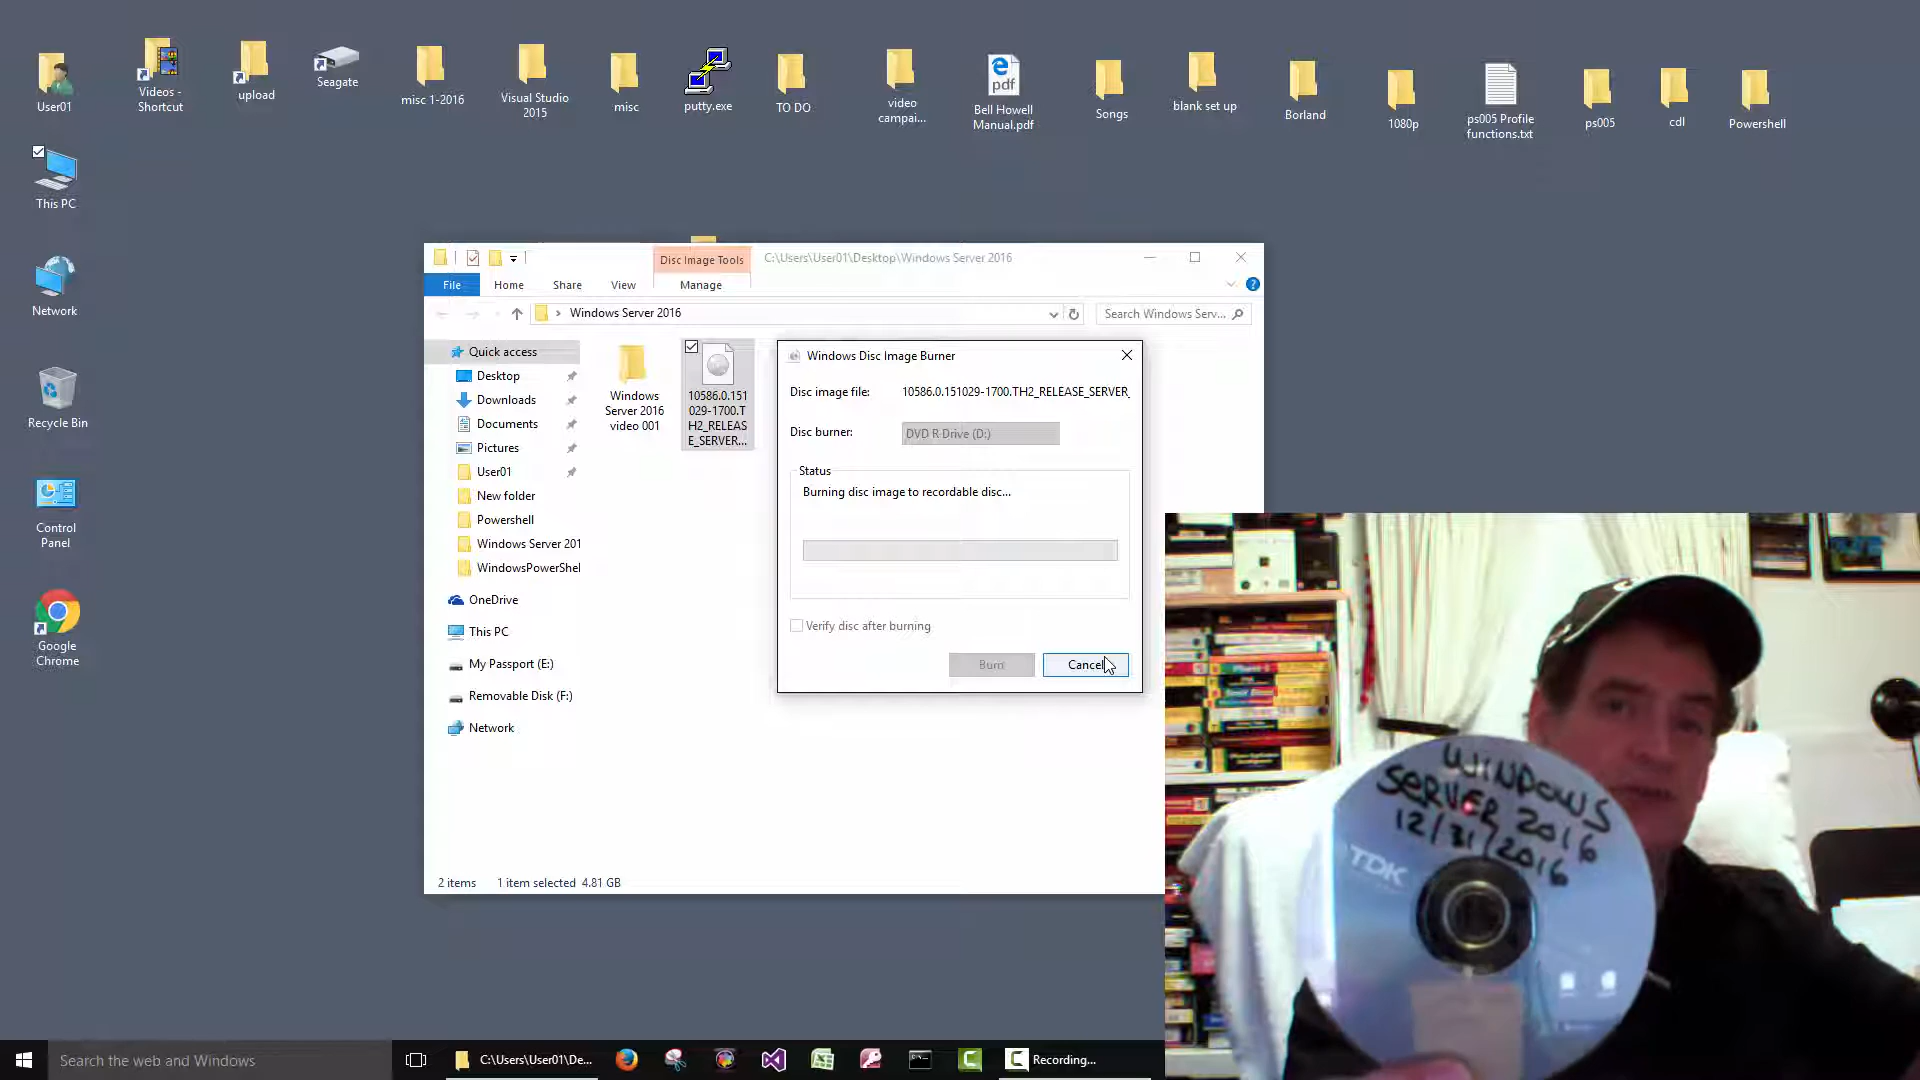 User01
Videos -
Shortcut
upload
Seagate
misc 1-2016
Visual Studio
2015
misc
putty.exe
TO DO
video
campai...
pdf
Bell Howell
Manual.pdf
Songs
blank set up
Borland
1080p
ps005 Profile
functions.txt
ps005
cdl
Powershell
This PC
Network
Recycle Bin
Control
Panel
Google
Chrome
Disc Image Tools
C:\Users\User01\Desktop\Windows Server 2016
File
Home
Share
View
Manage
Windows Server 2016
Search Windows Serv...
Quick access
Desktop
Downloads
Documents
Pictures
User01
New folder
Powershell
Windows Server 201
WindowsPowerShel
OneDrive
This PC
My Passport (E:)
Removable Disk (F:)
Network
Windows
Server 2016
video 001
10586.0.151
029-1700.T
H2_RELEAS
E_SERVER...
Windows Disc Image Burner
Disc image file:
10586.0.151029-1700.TH2_RELEASE_SERVER_
Disc burner:
DVD R Drive (D:)
Status
Burning disc image to recordable disc...
Verify disc after burning
Burn
Cancel
2 items
1 item selected 4.81 GB
WINDOWS
SERVER 2016
12/31/2016
TDK
Search the web and Windows
C:\Users\User01\De...
Recording...